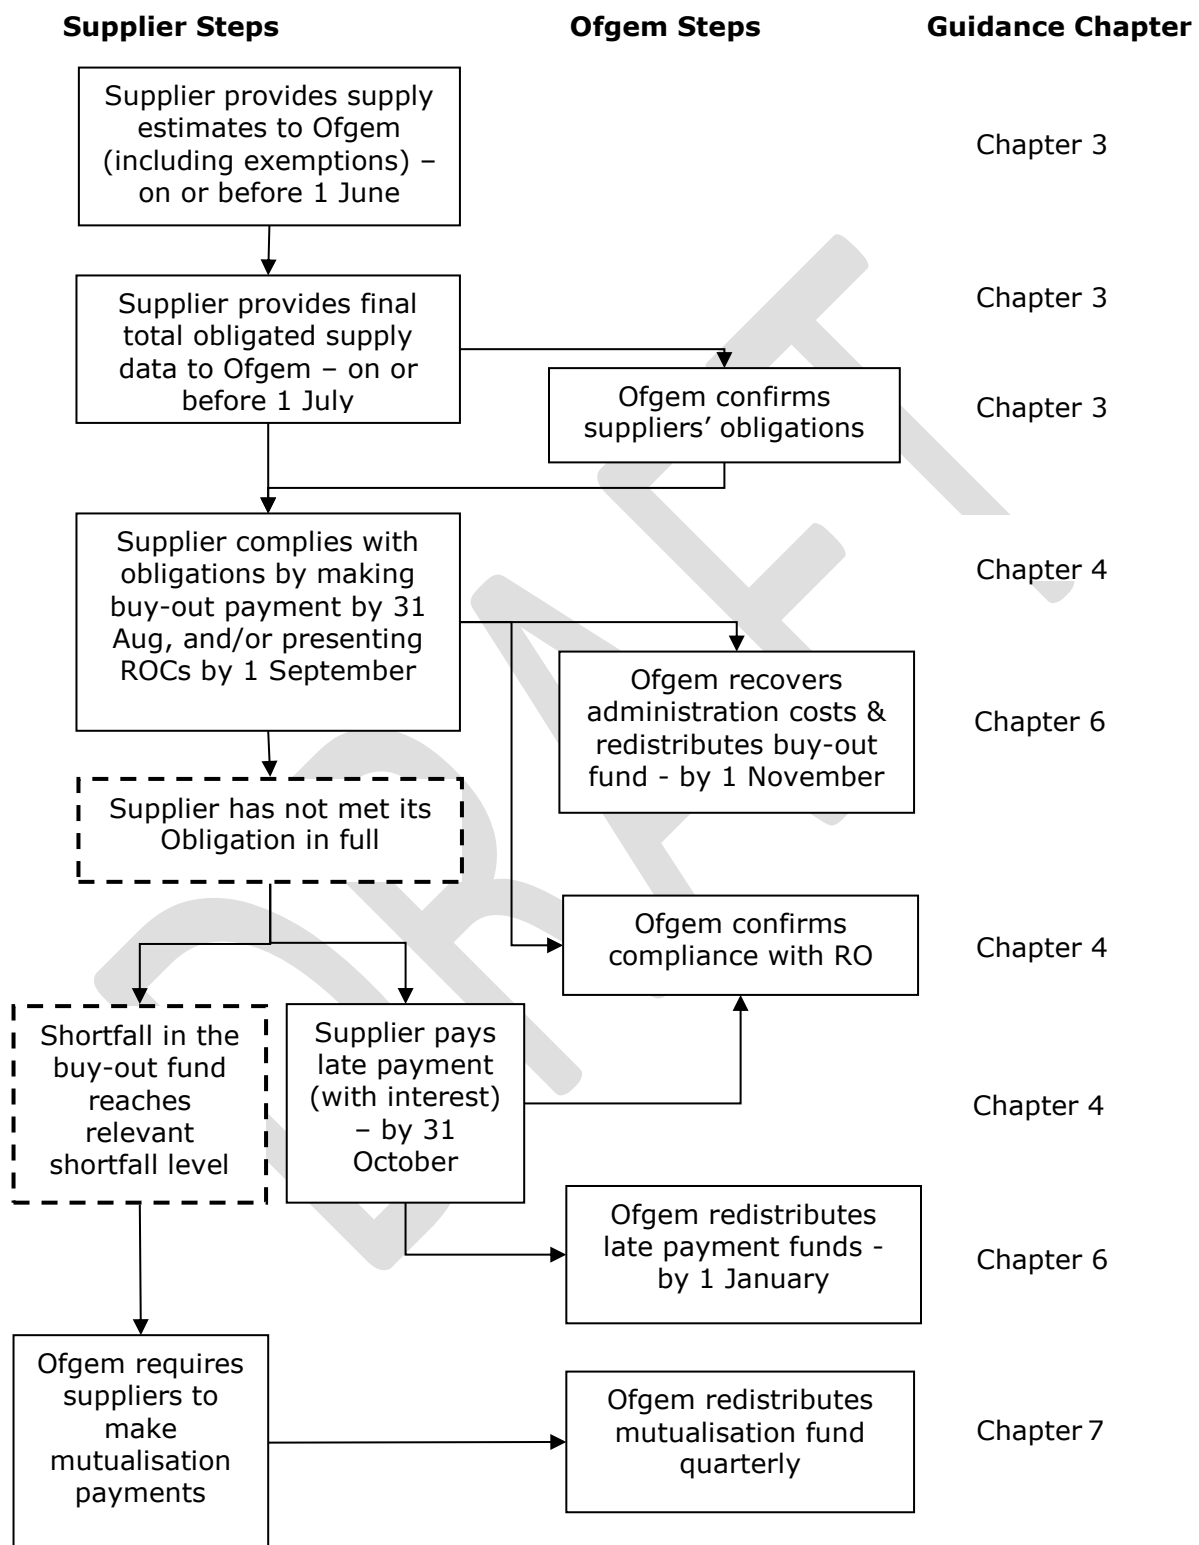 Supplier Steps
Ofgem Steps
Guidance Chapter
Supplier provides supply
estimates to Ofgem
(including exemptions) –
on or before 1 June
Chapter 3
Supplier provides final
total obligated supply
data to Ofgem – on or
before 1 July
Chapter 3
Ofgem confirms
suppliers’ obligations
Chapter 3
Supplier complies with
obligations by making
buy-out payment by 31
Aug, and/or presenting
ROCs by 1 September
Chapter 4
Ofgem recovers
administration costs &
redistributes buy-out
fund - by 1 November
Chapter 6
Supplier has not met its
Obligation in full
Ofgem confirms
compliance with RO
Chapter 4
Shortfall in the
buy-out fund
reaches
relevant
shortfall level
Supplier pays
late payment
(with interest)
– by 31
October
Chapter 4
Ofgem redistributes
late payment funds -
by 1 January
Chapter 6
Ofgem requires
suppliers to
make
mutualisation
payments
Ofgem redistributes
mutualisation fund
quarterly
Chapter 7
DRAFT